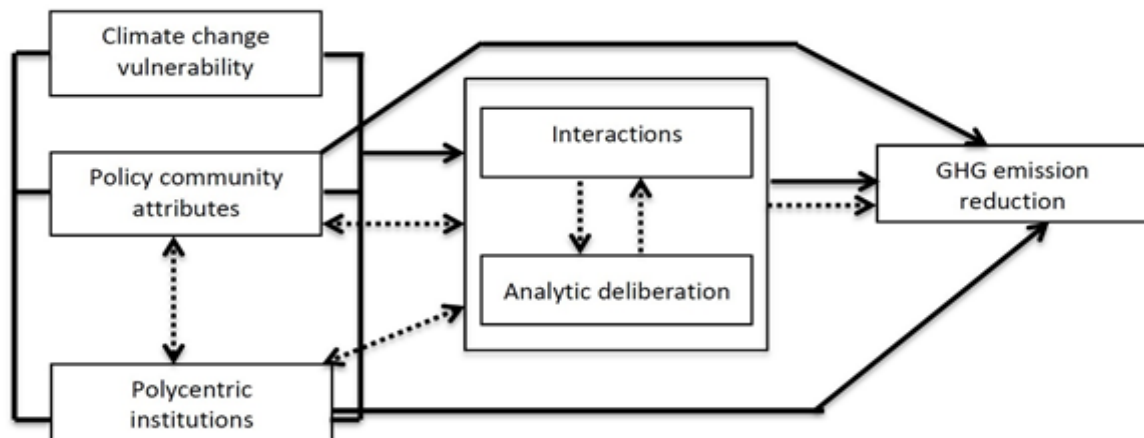 Climate change
vulnerability
Policy community
attributes
Polycentric
institutions
Interactions
Analytic deliberation
GHG emission
reduction